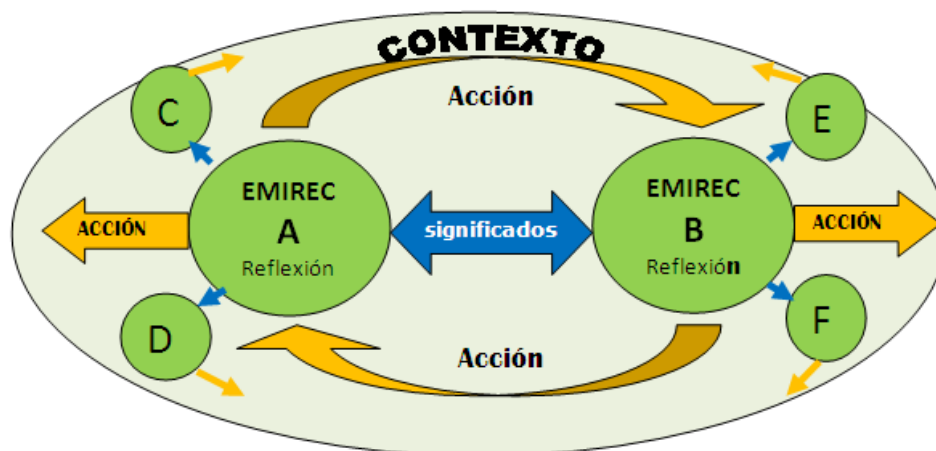 CONTEXTO
Acción
C
E
EMIREC
A
Reflexión
EMIREC
B
Reflexión
ACCIÓN
significados
ACCIÓN
D
F
Acción